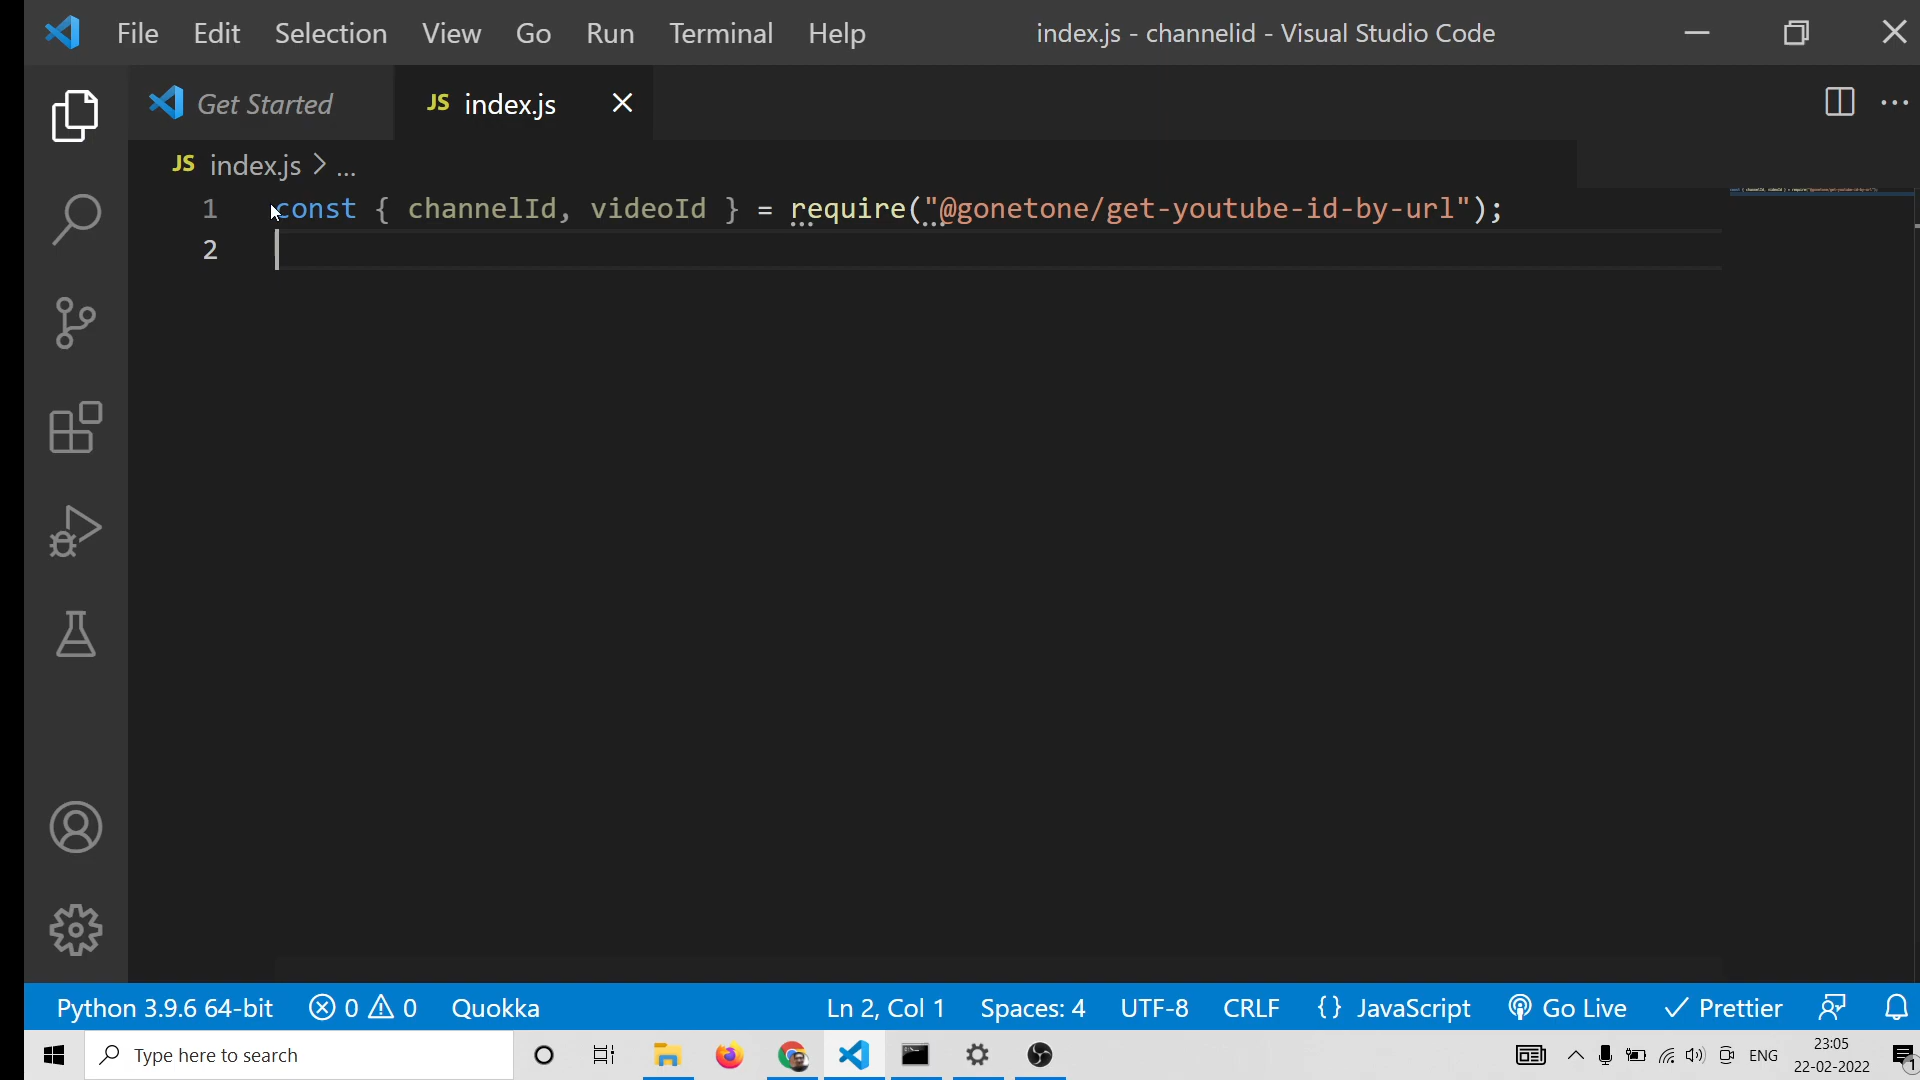 File Edit Selection View Go Run Terminal Help index.js - channelid - Visual Studio Code
Get Started JS index.js
JS index.js > ...
1 const { channelId, videoId } = require("@gonetone/get-youtube-id-by-url");
2
Python 3.9.6 64-bit 0 0 Quokka Ln 2, Col 1 Spaces: 4 UTF-8 CRLF {} JavaScript Go Live Prettier
Type here to search ENG 23:05
22-02-2022 1